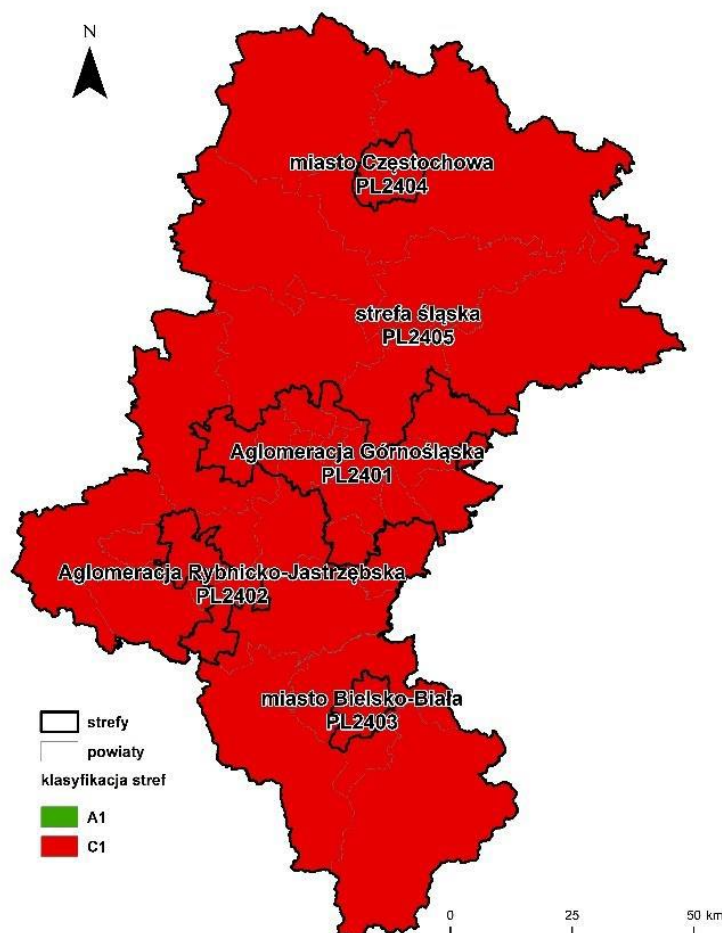 N
miasto Częstochowa
PL2404
strefa śląska
PL2405
Aglomeracja Górnośląska
PL2401
Aglomeracja Rybnicko-Jastrzębska
PL2402
miasto Bielsko-Biała
PL2403
strefy
powiaty
klasyfikacja stref
A1
C1
0 25 50 km